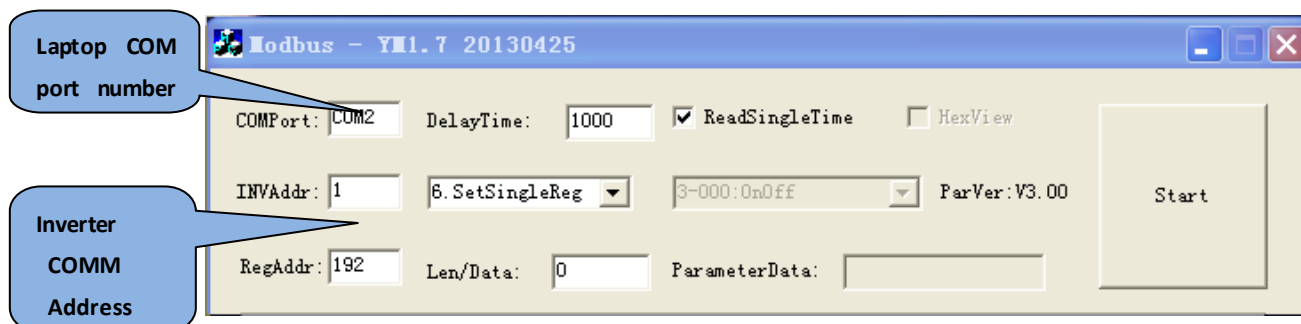 Laptop COM
port number
Modbus - YM1.7 20130425
COMPort: COM2 DelayTime: 1000 ReadSingleTime HexView
INVAddr: 1 6.SetSingleReg 3-000:OnOff ParVer:V3.00 Start
Inverter
COMM
Address
RegAddr: 192 Len/Data: 0 ParameterData: